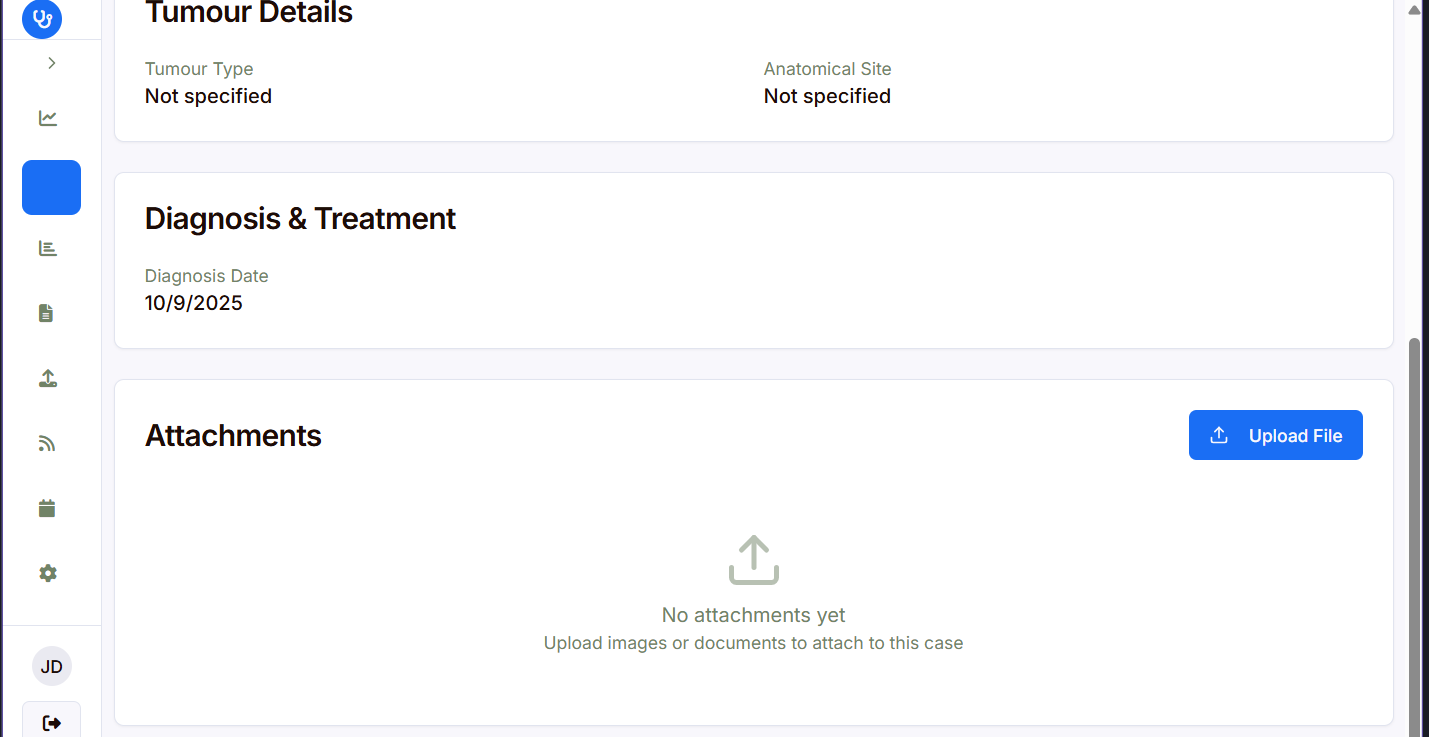 Tumour Details
Tumour Type
Anatomical Site
Not specified
Not specified
Diagnosis & Treatment
Diagnosis Date
10/9/2025
Attachments
Upload File
No attachments yet
Upload images or documents to attach to this case
JD